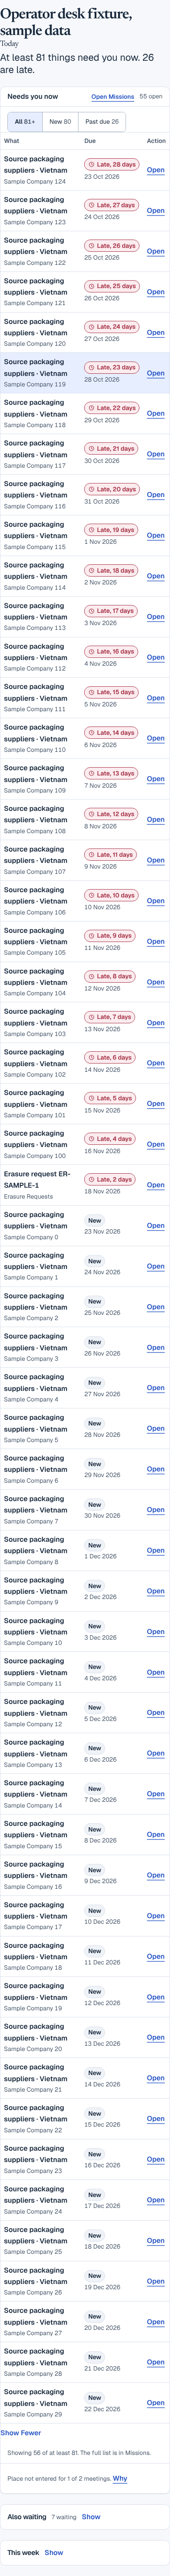 Operator desk fixture,
sample data
Today
At least 81 things need you now. 26
are late.
Needs you now Open Missions 55 open
All 81+ New 80 Past due 26
What Due Action
Source packaging Late, 28 days
suppliers · Vietnam 23 Oct 2026 Open
Sample Company 124
Source packaging Late, 27 days
suppliers · Vietnam 24 Oct 2026 Open
Sample Company 123
Source packaging Late, 26 days
suppliers · Vietnam 25 Oct 2026 Open
Sample Company 122
Source packaging Late, 25 days
suppliers · Vietnam 26 Oct 2026 Open
Sample Company 121
Source packaging Late, 24 days
suppliers · Vietnam 27 Oct 2026 Open
Sample Company 120
Source packaging Late, 23 days
suppliers · Vietnam 28 Oct 2026 Open
Sample Company 119
Source packaging Late, 22 days
suppliers · Vietnam 29 Oct 2026 Open
Sample Company 118
Source packaging Late, 21 days
suppliers · Vietnam 30 Oct 2026 Open
Sample Company 117
Source packaging Late, 20 days
suppliers · Vietnam 31 Oct 2026 Open
Sample Company 116
Source packaging Late, 19 days
suppliers · Vietnam 1 Nov 2026 Open
Sample Company 115
Source packaging Late, 18 days
suppliers · Vietnam 2 Nov 2026 Open
Sample Company 114
Source packaging Late, 17 days
suppliers · Vietnam 3 Nov 2026 Open
Sample Company 113
Source packaging Late, 16 days
suppliers · Vietnam 4 Nov 2026 Open
Sample Company 112
Source packaging Late, 15 days
suppliers · Vietnam 5 Nov 2026 Open
Sample Company 111
Source packaging Late, 14 days
suppliers · Vietnam 6 Nov 2026 Open
Sample Company 110
Source packaging Late, 13 days
suppliers · Vietnam 7 Nov 2026 Open
Sample Company 109
Source packaging Late, 12 days
suppliers · Vietnam 8 Nov 2026 Open
Sample Company 108
Source packaging Late, 11 days
suppliers · Vietnam 9 Nov 2026 Open
Sample Company 107
Source packaging Late, 10 days
suppliers · Vietnam 10 Nov 2026 Open
Sample Company 106
Source packaging Late, 9 days
suppliers · Vietnam 11 Nov 2026 Open
Sample Company 105
Source packaging Late, 8 days
suppliers · Vietnam 12 Nov 2026 Open
Sample Company 104
Source packaging Late, 7 days
suppliers · Vietnam 13 Nov 2026 Open
Sample Company 103
Source packaging Late, 6 days
suppliers · Vietnam 14 Nov 2026 Open
Sample Company 102
Source packaging Late, 5 days
suppliers · Vietnam 15 Nov 2026 Open
Sample Company 101
Source packaging Late, 4 days
suppliers · Vietnam 16 Nov 2026 Open
Sample Company 100
Erasure request ER- Late, 2 days
SAMPLE-1 18 Nov 2026 Open
Erasure Requests
Source packaging New
suppliers · Vietnam 23 Nov 2026 Open
Sample Company 0
Source packaging New
suppliers · Vietnam 24 Nov 2026 Open
Sample Company 1
Source packaging New
suppliers · Vietnam 25 Nov 2026 Open
Sample Company 2
Source packaging New
suppliers · Vietnam 26 Nov 2026 Open
Sample Company 3
Source packaging New
suppliers · Vietnam 27 Nov 2026 Open
Sample Company 4
Source packaging New
suppliers · Vietnam 28 Nov 2026 Open
Sample Company 5
Source packaging New
suppliers · Vietnam 29 Nov 2026 Open
Sample Company 6
Source packaging New
suppliers · Vietnam 30 Nov 2026 Open
Sample Company 7
Source packaging New
suppliers · Vietnam 1 Dec 2026 Open
Sample Company 8
Source packaging New
suppliers · Vietnam 2 Dec 2026 Open
Sample Company 9
Source packaging New
suppliers · Vietnam 3 Dec 2026 Open
Sample Company 10
Source packaging New
suppliers · Vietnam 4 Dec 2026 Open
Sample Company 11
Source packaging New
suppliers · Vietnam 5 Dec 2026 Open
Sample Company 12
Source packaging New
suppliers · Vietnam 6 Dec 2026 Open
Sample Company 13
Source packaging New
suppliers · Vietnam 7 Dec 2026 Open
Sample Company 14
Source packaging New
suppliers · Vietnam 8 Dec 2026 Open
Sample Company 15
Source packaging New
suppliers · Vietnam 9 Dec 2026 Open
Sample Company 16
Source packaging New
suppliers · Vietnam 10 Dec 2026 Open
Sample Company 17
Source packaging New
suppliers · Vietnam 11 Dec 2026 Open
Sample Company 18
Source packaging New
suppliers · Vietnam 12 Dec 2026 Open
Sample Company 19
Source packaging New
suppliers · Vietnam 13 Dec 2026 Open
Sample Company 20
Source packaging New
suppliers · Vietnam 14 Dec 2026 Open
Sample Company 21
Source packaging New
suppliers · Vietnam 15 Dec 2026 Open
Sample Company 22
Source packaging New
suppliers · Vietnam 16 Dec 2026 Open
Sample Company 23
Source packaging New
suppliers · Vietnam 17 Dec 2026 Open
Sample Company 24
Source packaging New
suppliers · Vietnam 18 Dec 2026 Open
Sample Company 25
Source packaging New
suppliers · Vietnam 19 Dec 2026 Open
Sample Company 26
Source packaging New
suppliers · Vietnam 20 Dec 2026 Open
Sample Company 27
Source packaging New
suppliers · Vietnam 21 Dec 2026 Open
Sample Company 28
Source packaging New
suppliers · Vietnam 22 Dec 2026 Open
Sample Company 29
Show Fewer
Showing 56 of at least 81. The full list is in Missions.
Place not entered for 1 of 2 meetings. Why
Also waiting 7 waiting Show
This week Show